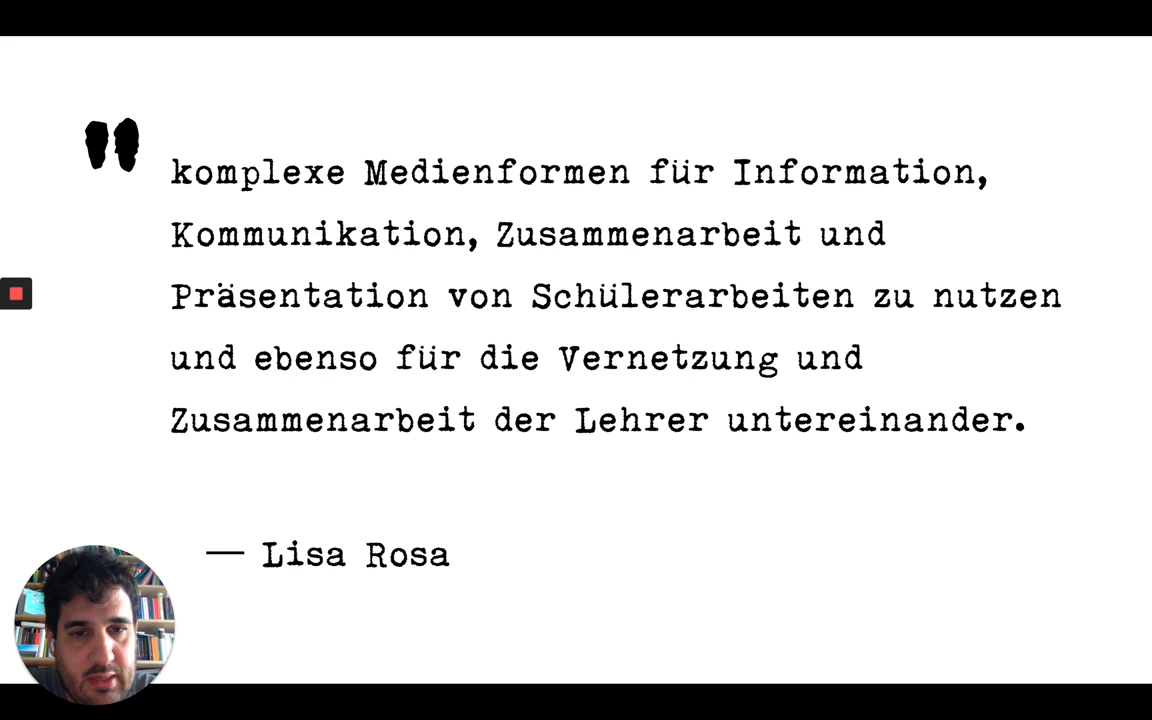 "komplexe Medienformen für Information,
Kommunikation, Zusammenarbeit und
Präsentation von Schülerarbeiten zu nutzen
und ebenso für die Vernetzung und
Zusammenarbeit der Lehrer untereinander.
— Lisa Rosa